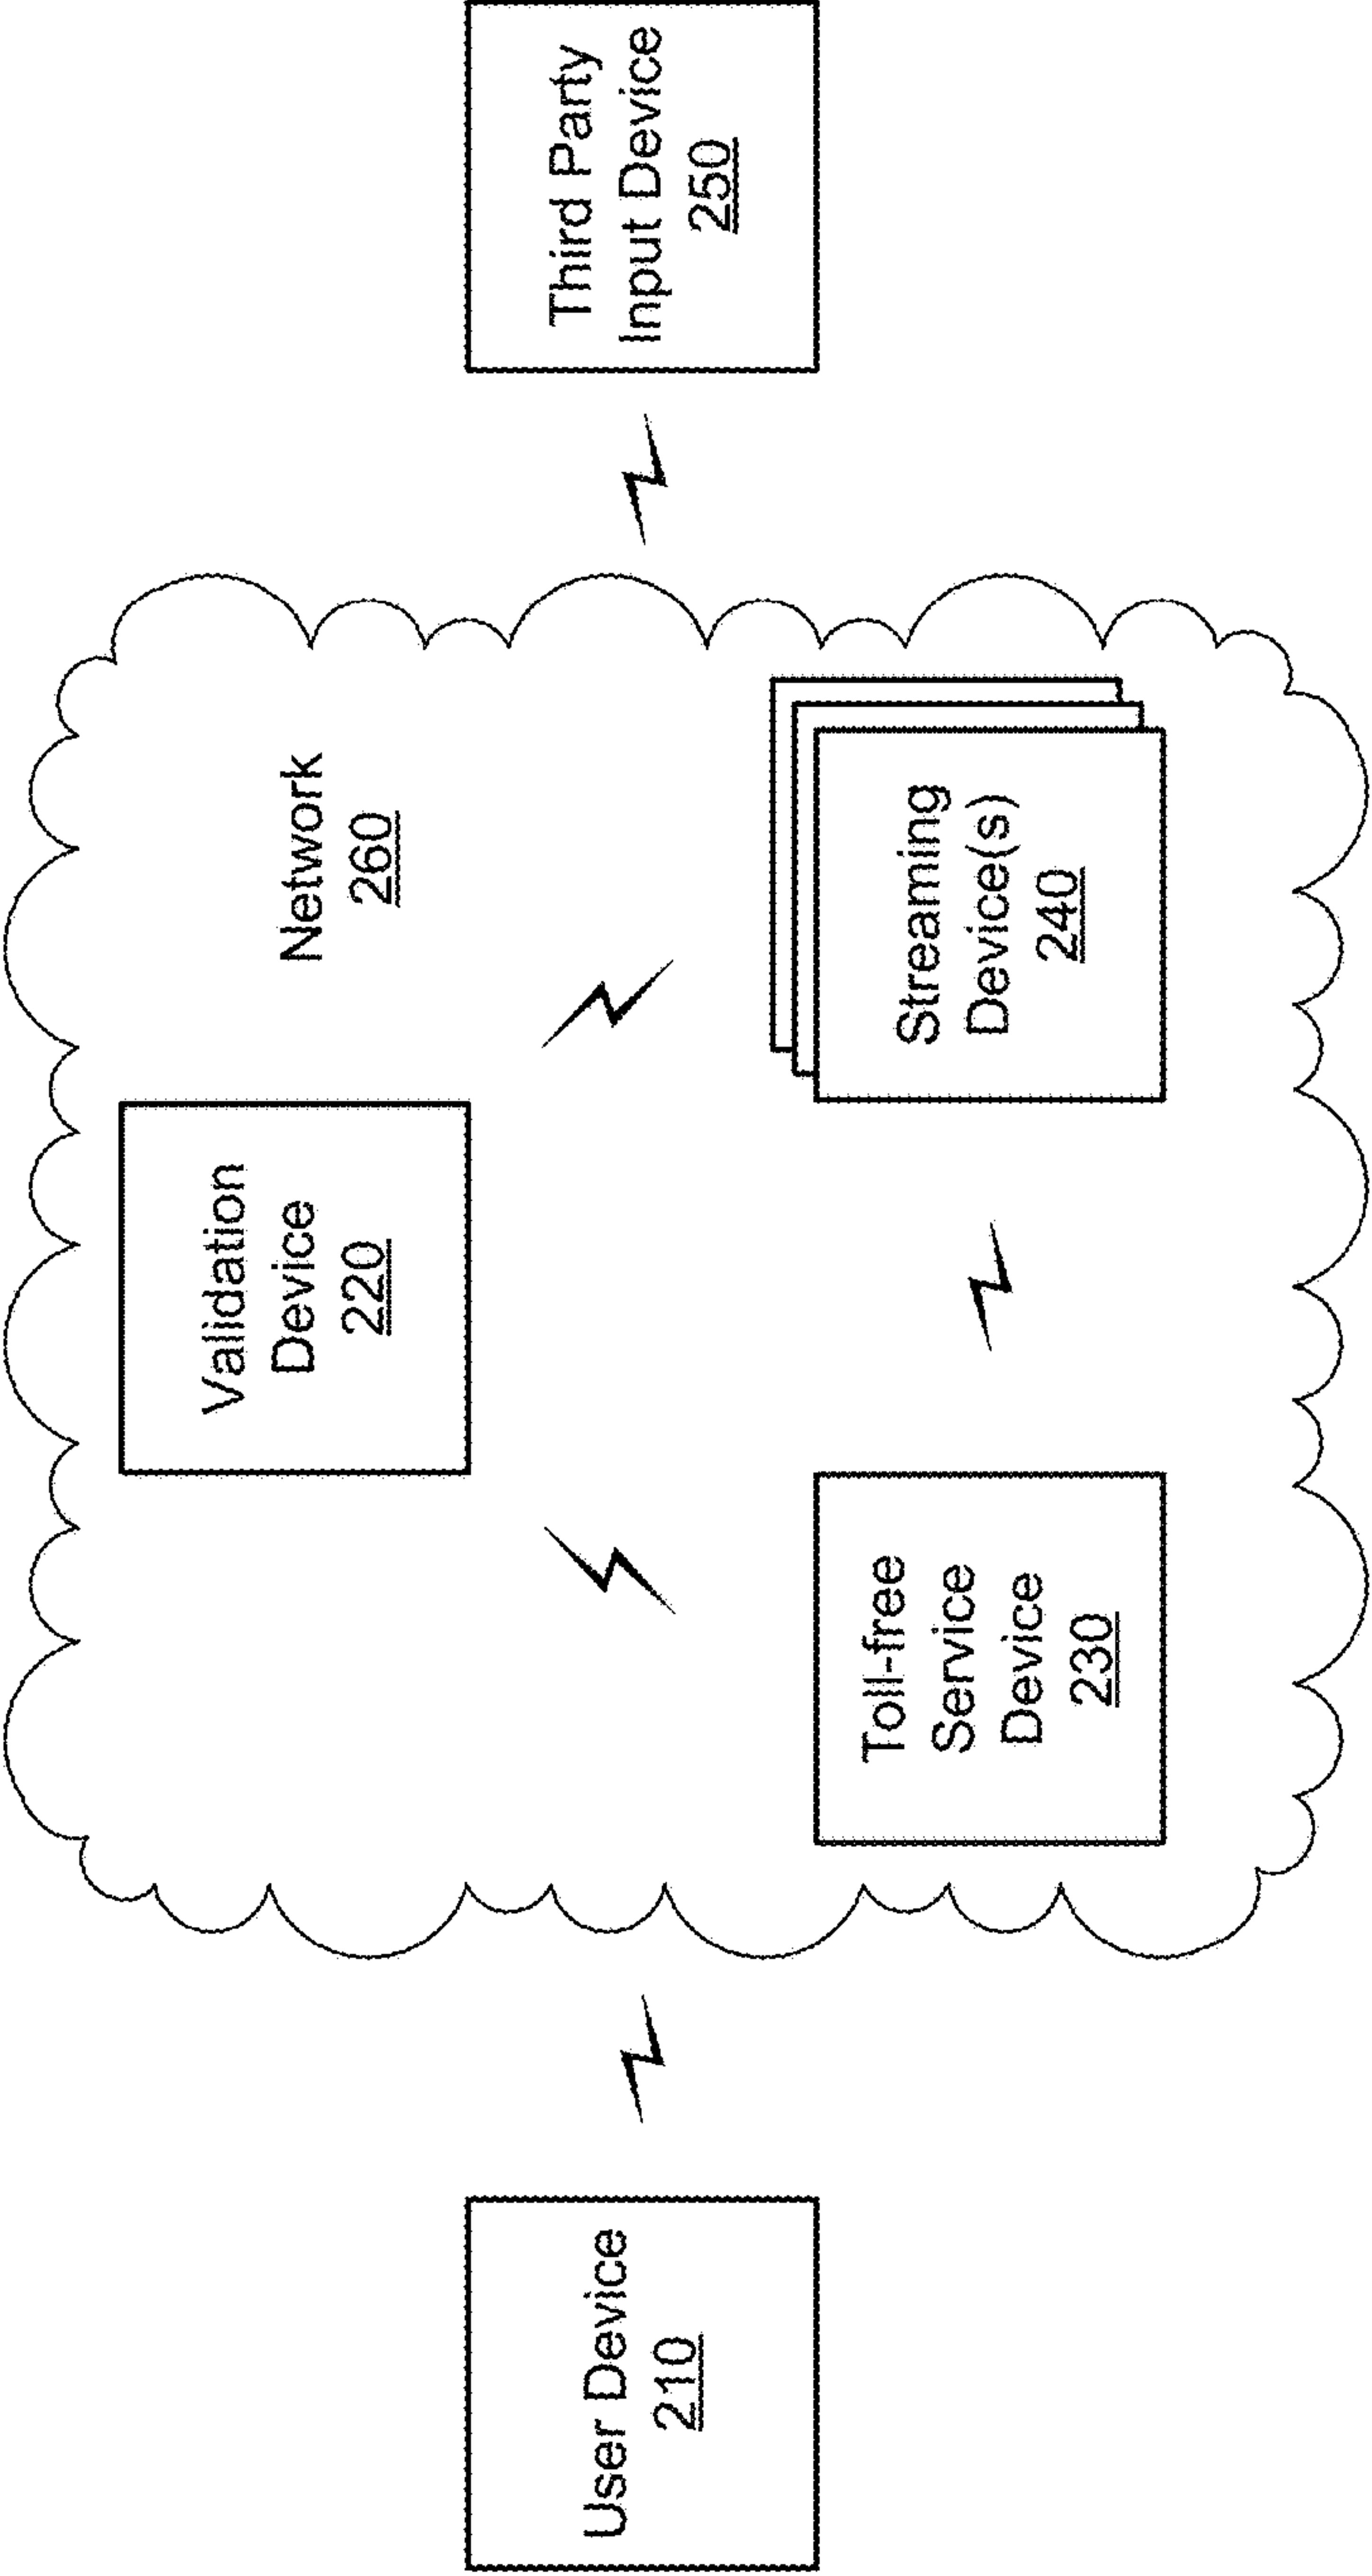 User Device
210
Validation
Device
220
Network
260
Toll-free
Service
Device
230
Streaming
Device(s)
240
Third Party
Input Device
250